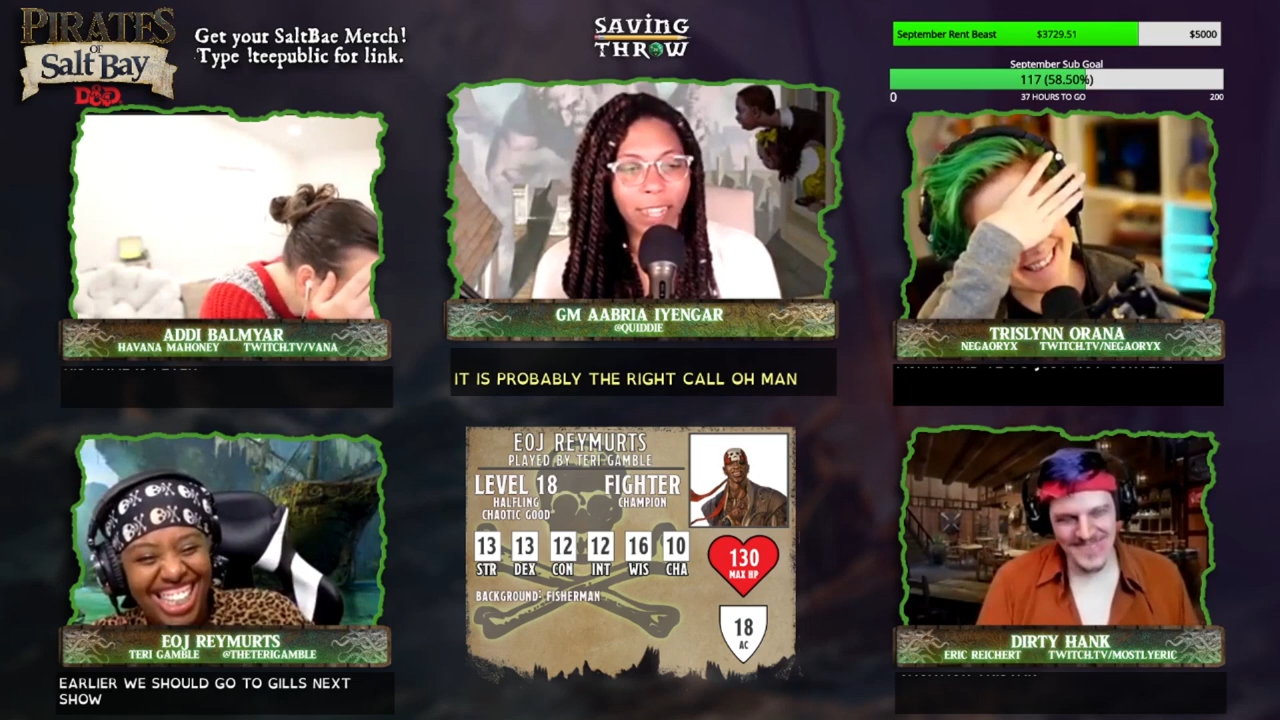 PIRATES
OF
Salt Bay
D&D
Get your SaltBae Merch!
Type !teepublic for link.
SAVING
THROW
September Rent Beast $3729.51 $5000
September Sub Goal
117 (58.50%)
0 37 HOURS TO GO 200
ADDI BALMYAR
HAVANA MAHONEY TWITCH.TV/VANA
GM AABRIA IYENGAR
@QUIDDIE
TRISLYNN ORANA
NEGAORYX TWITCH.TV/NEGAORYX
IT IS PROBABLY THE RIGHT CALL OH MAN
EOJ REYMURTS
PLAYED BY TERI GAMBLE
LEVEL 18 FIGHTER
HALFLING CHAMPION
CHAOTIC GOOD
13 13 12 12 16 10
STR DEX CON INT WIS CHA
130
MAX HP
BACKGROUND: FISHERMAN
18
AC
EOJ REYMURTS
TERI GAMBLE @THETERIGAMBLE
EARLIER WE SHOULD GO TO GILLS NEXT
SHOW
DIRTY HANK
ERIC REICHERT TWITCH.TV/MOSTLYERIC